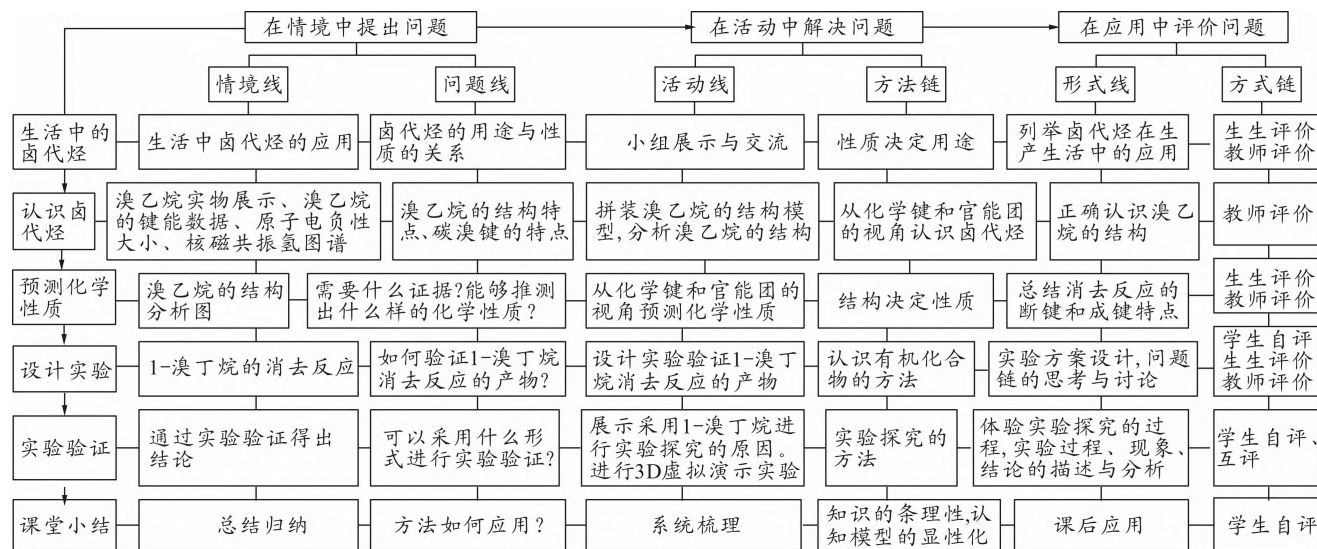 在情境中提出问题
在活动中解决问题
在应用中评价问题
情境线
问题线
活动线
方法链
形式线
方式链
生活中的
卤代烃
生活中卤代烃的应用
卤代烃的用途与性
质的关系
小组展示与交流
性质决定用途
列举卤代烃在生
产生活中的应用
生生评价
教师评价
认识卤
代烃
溴乙烷实物展示、溴乙烷
的键能数据、原子电负性
大小、核磁共振氢图谱
溴乙烷的结构特
点、碳溴键的特点
拼装溴乙烷的结构模
型,分析溴乙烷的结构
从化学键和官能团
的视角认识卤代烃
正确认识溴乙
烷的结构
教师评价
预测化学
性质
溴乙烷的结构
分析图
需要什么证据?能够推测
出什么样的化学性质?
从化学键和官能团的
视角预测化学性质
结构决定性质
总结消去反应的
断键和成键特点
生生评价
教师评价
设计实验
1-溴丁烷的消去反应
如何验证1-溴丁烷
消去反应的产物?
设计实验验证1-溴丁
烷消去反应的产物
认识有机化合
物的方法
实验方案设计,问题
链的思考与讨论
学生自评
生生评价
教师评价
实验验证
通过实验验证得出
结论
可以采用什么形
式进行实验验证?
展示采用1-溴丁烷进
行实验探究的原因。
进行3D虚拟演示实验
实验探究的
方法
体验实验探究的过
程,实验过程、现象、
结论的描述与分析
学生自评、
互评
课堂小结
总结归纳
方法如何应用?
系统梳理
知识的条理性,认
知模型的显性化
课后应用
学生自评